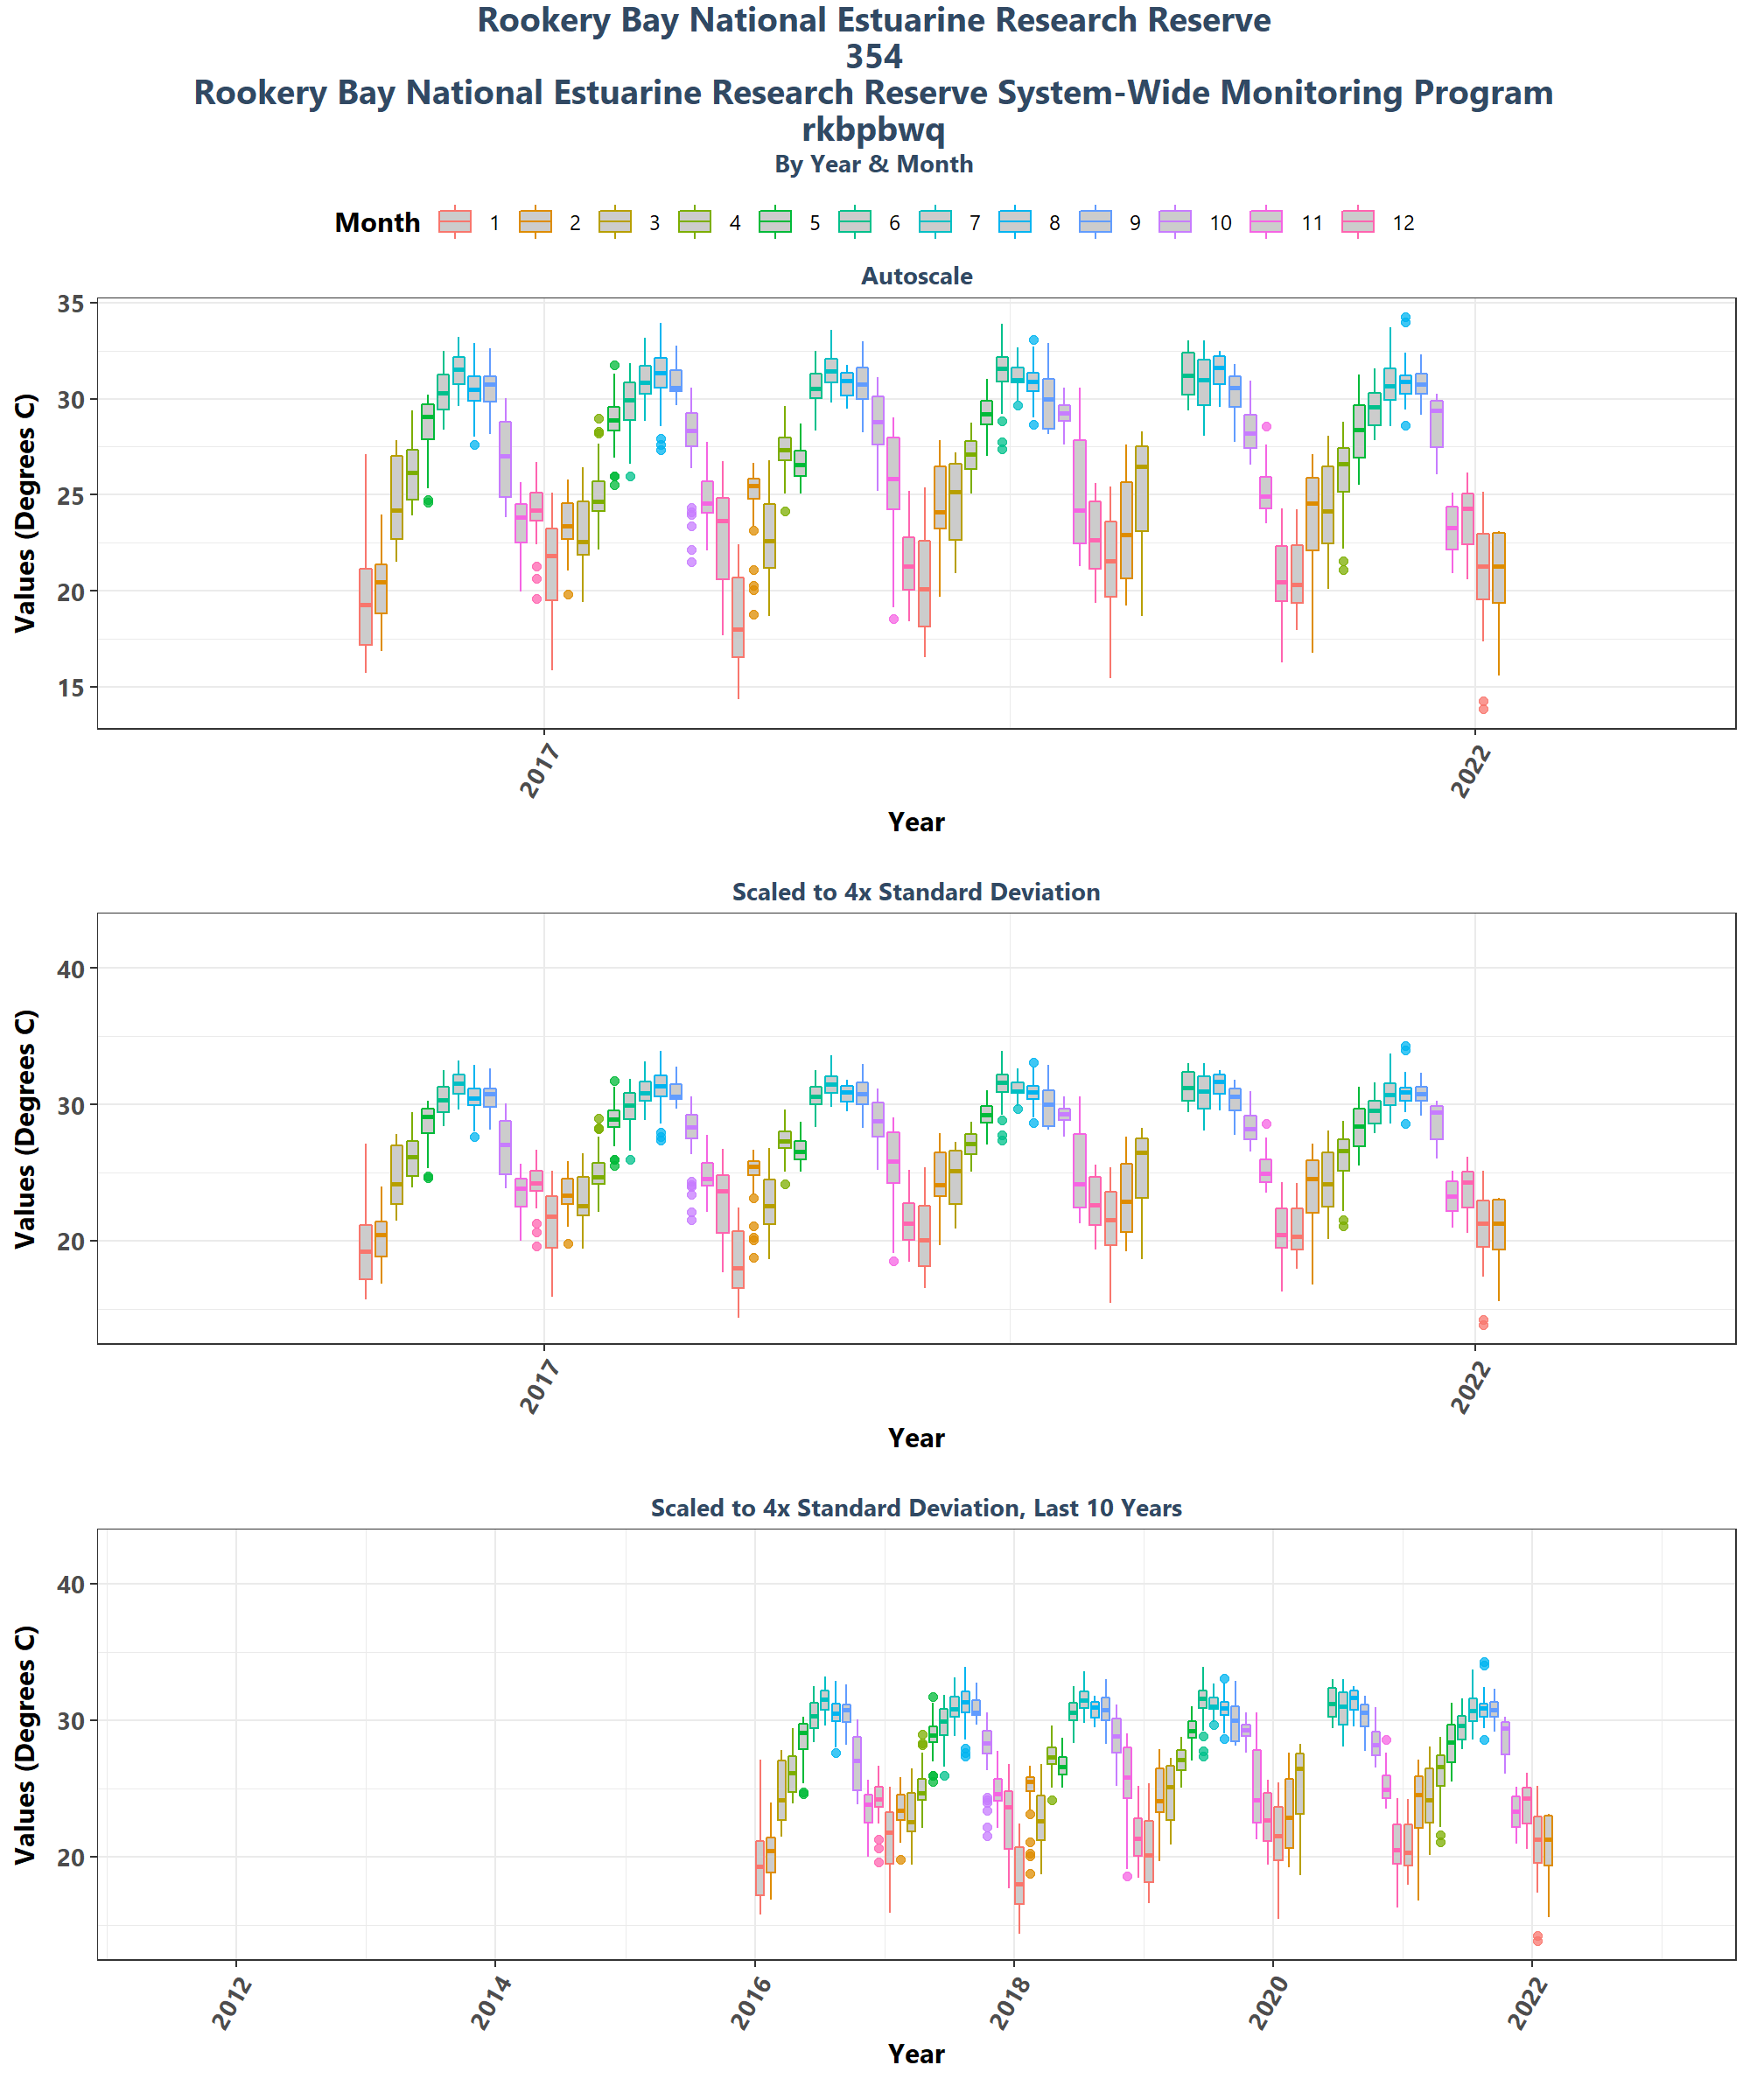 Rookery Bay National Estuarine Research Reserve
354
Rookery Bay National Estuarine Research Reserve System-Wide Monitoring Program
rkbpbwq
By Year & Month
Month 1 2 3 4 5 6 7 8 9 10 11 12
Autoscale
Values (Degrees C)
35
30
25
20
15
2017 2022
Year
Scaled to 4x Standard Deviation
Values (Degrees C)
40
30
20
2017 2022
Year
Scaled to 4x Standard Deviation, Last 10 Years
Values (Degrees C)
40
30
20
2012 2014 2016 2018 2020 2022
Year